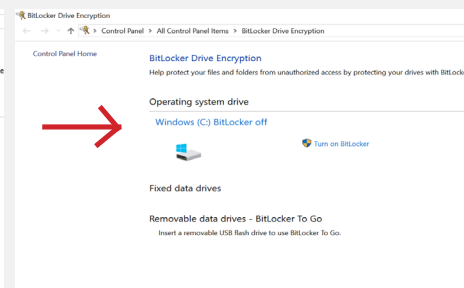 BitLocker Drive Encryption
Control Panel > All Control Panel Items > BitLocker Drive Encryption
Control Panel Home
BitLocker Drive Encryption
Help protect your files and folders from unauthorized access by protecting your drives with BitLocke
Operating system drive
Windows (C:) BitLocker off
Turn on BitLocker
Fixed data drives
Removable data drives - BitLocker To Go
Insert a removable USB flash drive to use BitLocker To Go.